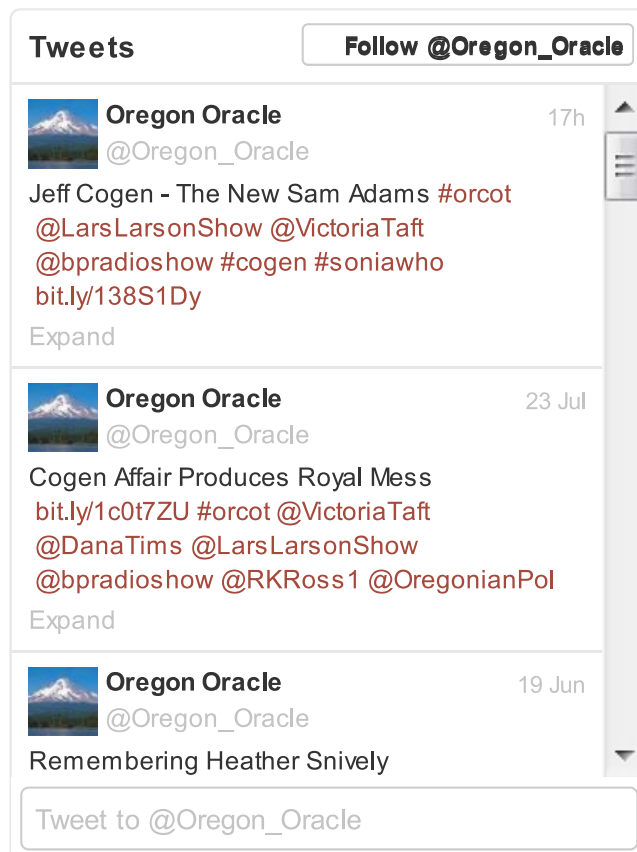 Tweets
Follow @Oregon_Oracle
Oregon Oracle 17h
@Oregon_Oracle
Jeff Cogen - The New Sam Adams #orcot
@LarsLarsonShow @VictoriaTaft
@bpradioshow #cogen #soniawho
bit.ly/138S1Dy
Expand
Oregon Oracle 23 Jul
@Oregon_Oracle
Cogen Affair Produces Royal Mess
bit.ly/1c0t7ZU #orcot @VictoriaTaft
@DanaTims @LarsLarsonShow
@bpradioshow @RKRoss1 @OregonianPol
Expand
Oregon Oracle 19 Jun
@Oregon_Oracle
Remembering Heather Snively
Tweet to @Oregon_Oracle